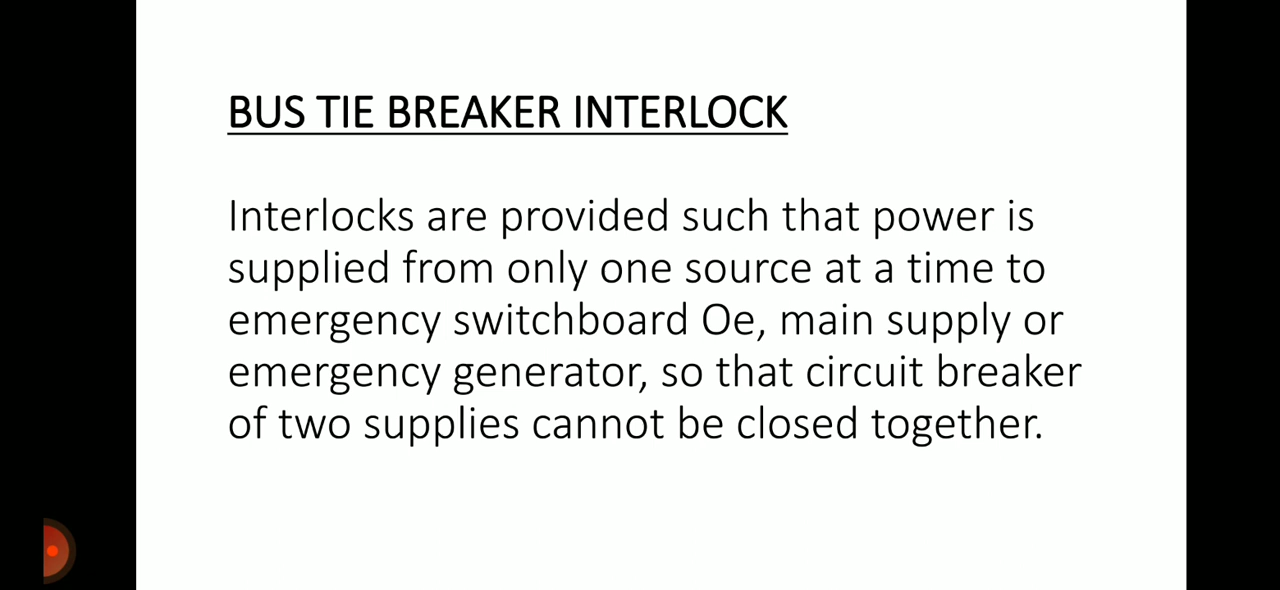 BUS TIE BREAKER INTERLOCK
Interlocks are provided such that power is
supplied from only one source at a time to
emergency switchboard Oe, main supply or
emergency generator, so that circuit breaker
of two supplies cannot be closed together.